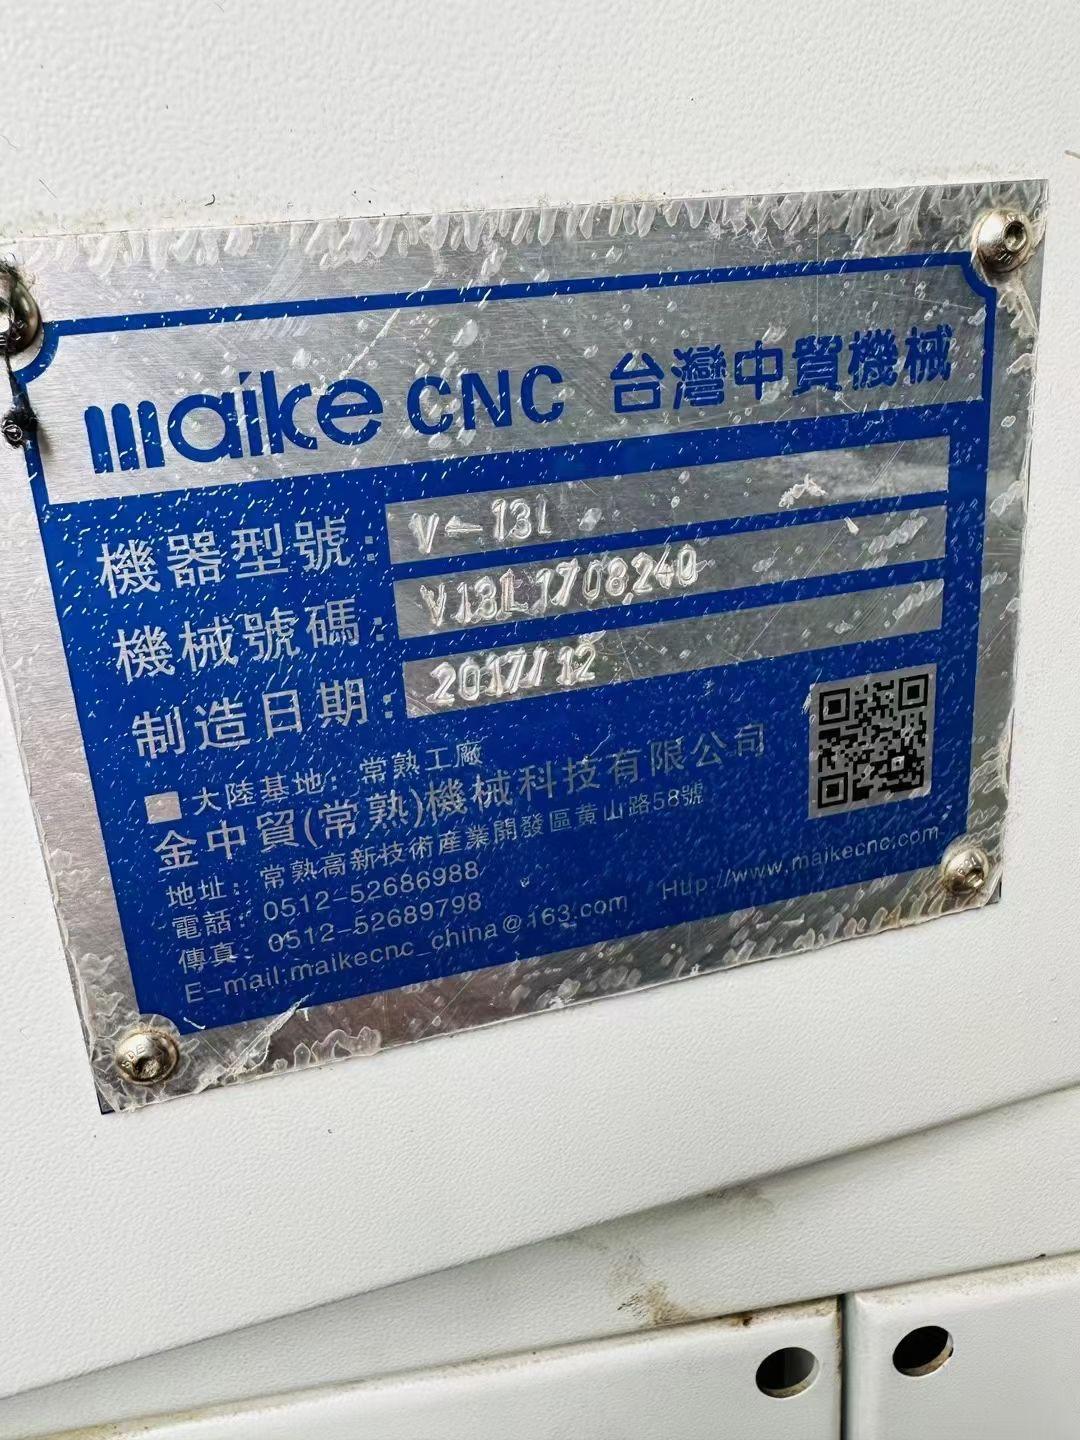 maike CNC 台灣中貿機械
機器型號: V-13L
機械號碼: V13L1708240
制造日期: 2017/12
大陸基地: 常熟工廠
金中貿(常熟)機械科技有限公司
地址: 常熟高新技術產業開發區黄山路58號
電話: 0512-52686988
傳真: 0512-52689798
E-mail;maikecnc_china@163.com Http://www.maikecnc.com